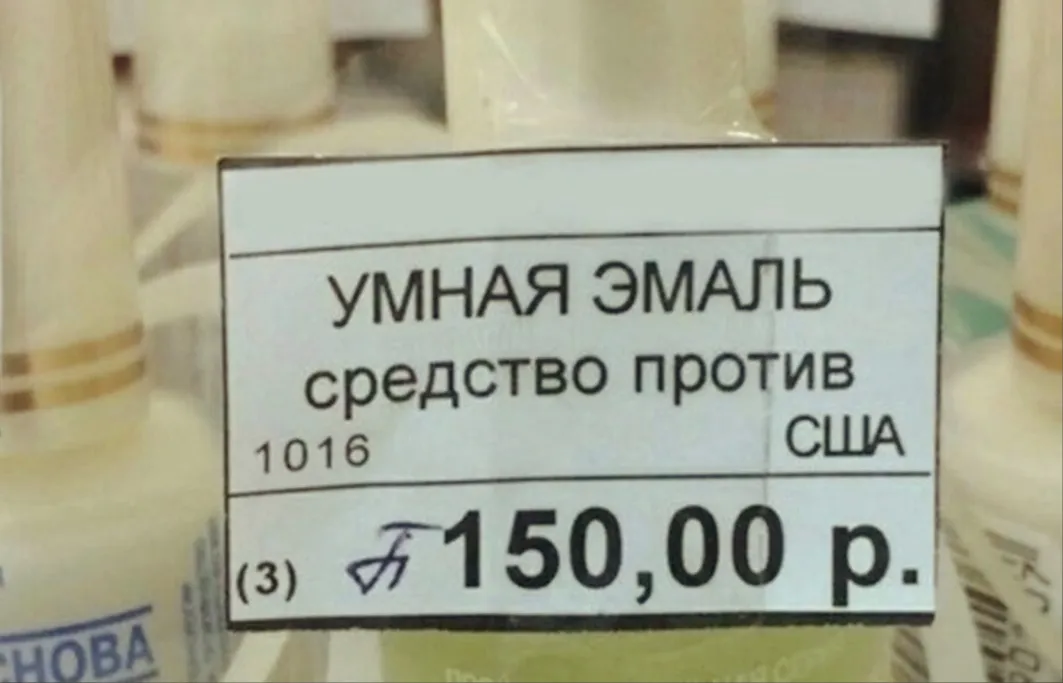 УМНАЯ ЭМАЛЬ
средство против
1016 США
(3) 150,00 р.
СНОВА